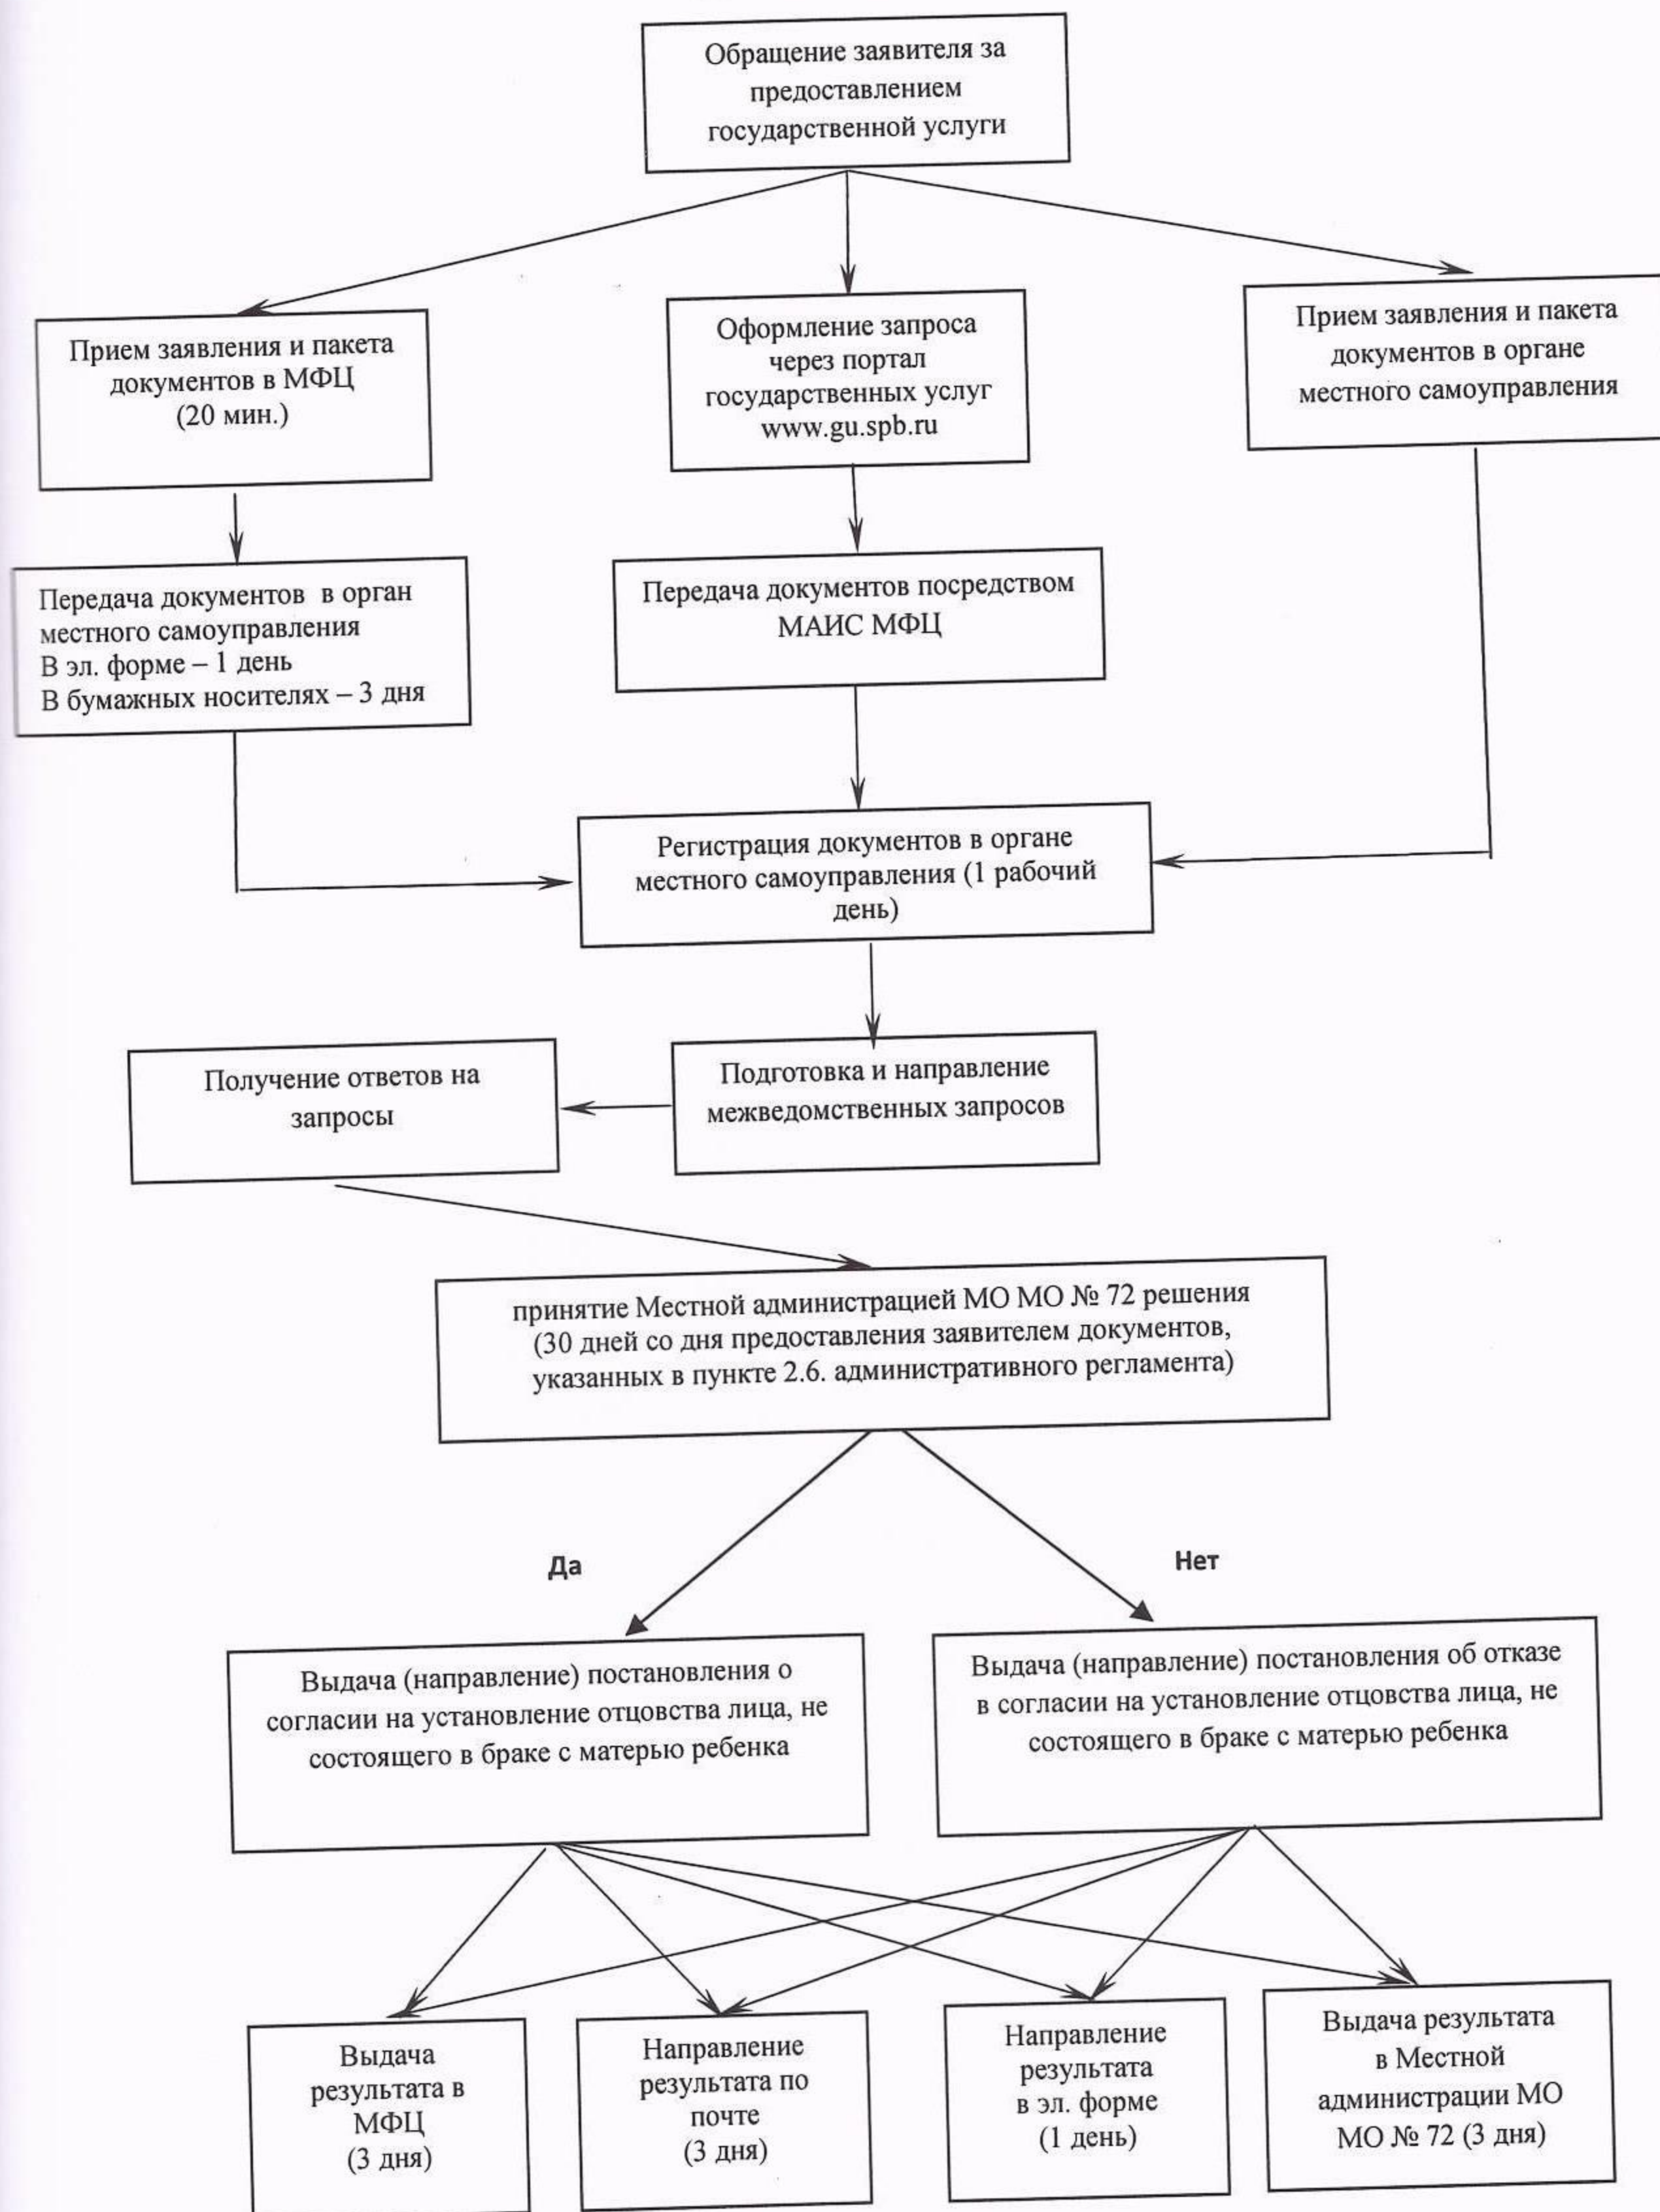 Обращение заявителя за
предоставлением
государственной услуги
Прием заявления и пакета
документов в МФЦ
(20 мин.)
Оформление запроса
через портал
государственных услуг
www.gu.spb.ru
Прием заявления и пакета
документов в органе
местного самоуправления
Передача документов в орган
местного самоуправления
В эл. форме – 1 день
В бумажных носителях – 3 дня
Передача документов посредством
МАИС МФЦ
Регистрация документов в органе
местного самоуправления (1 рабочий
день)
Получение ответов на
запросы
Подготовка и направление
межведомственных запросов
принятие Местной администрацией МО МО № 72 решения
(30 дней со дня предоставления заявителем документов,
указанных в пункте 2.6. административного регламента)
Да
Нет
Выдача (направление) постановления о
согласии на установление отцовства лица, не
состоящего в браке с матерью ребенка
Выдача (направление) постановления об отказе
в согласии на установление отцовства лица, не
состоящего в браке с матерью ребенка
Выдача
результата в
МФЦ
(3 дня)
Направление
результата по
почте
(3 дня)
Направление
результата
в эл. форме
(1 день)
Выдача результата
в Местной
администрации МО
МО № 72 (3 дня)